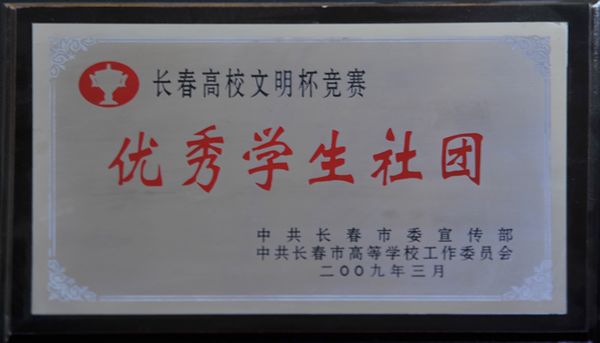 长春高校文明杯竞赛
优秀学生社团
中共长春市委宣传部
中共长春市高等学校工作委员会
二〇〇九年三月